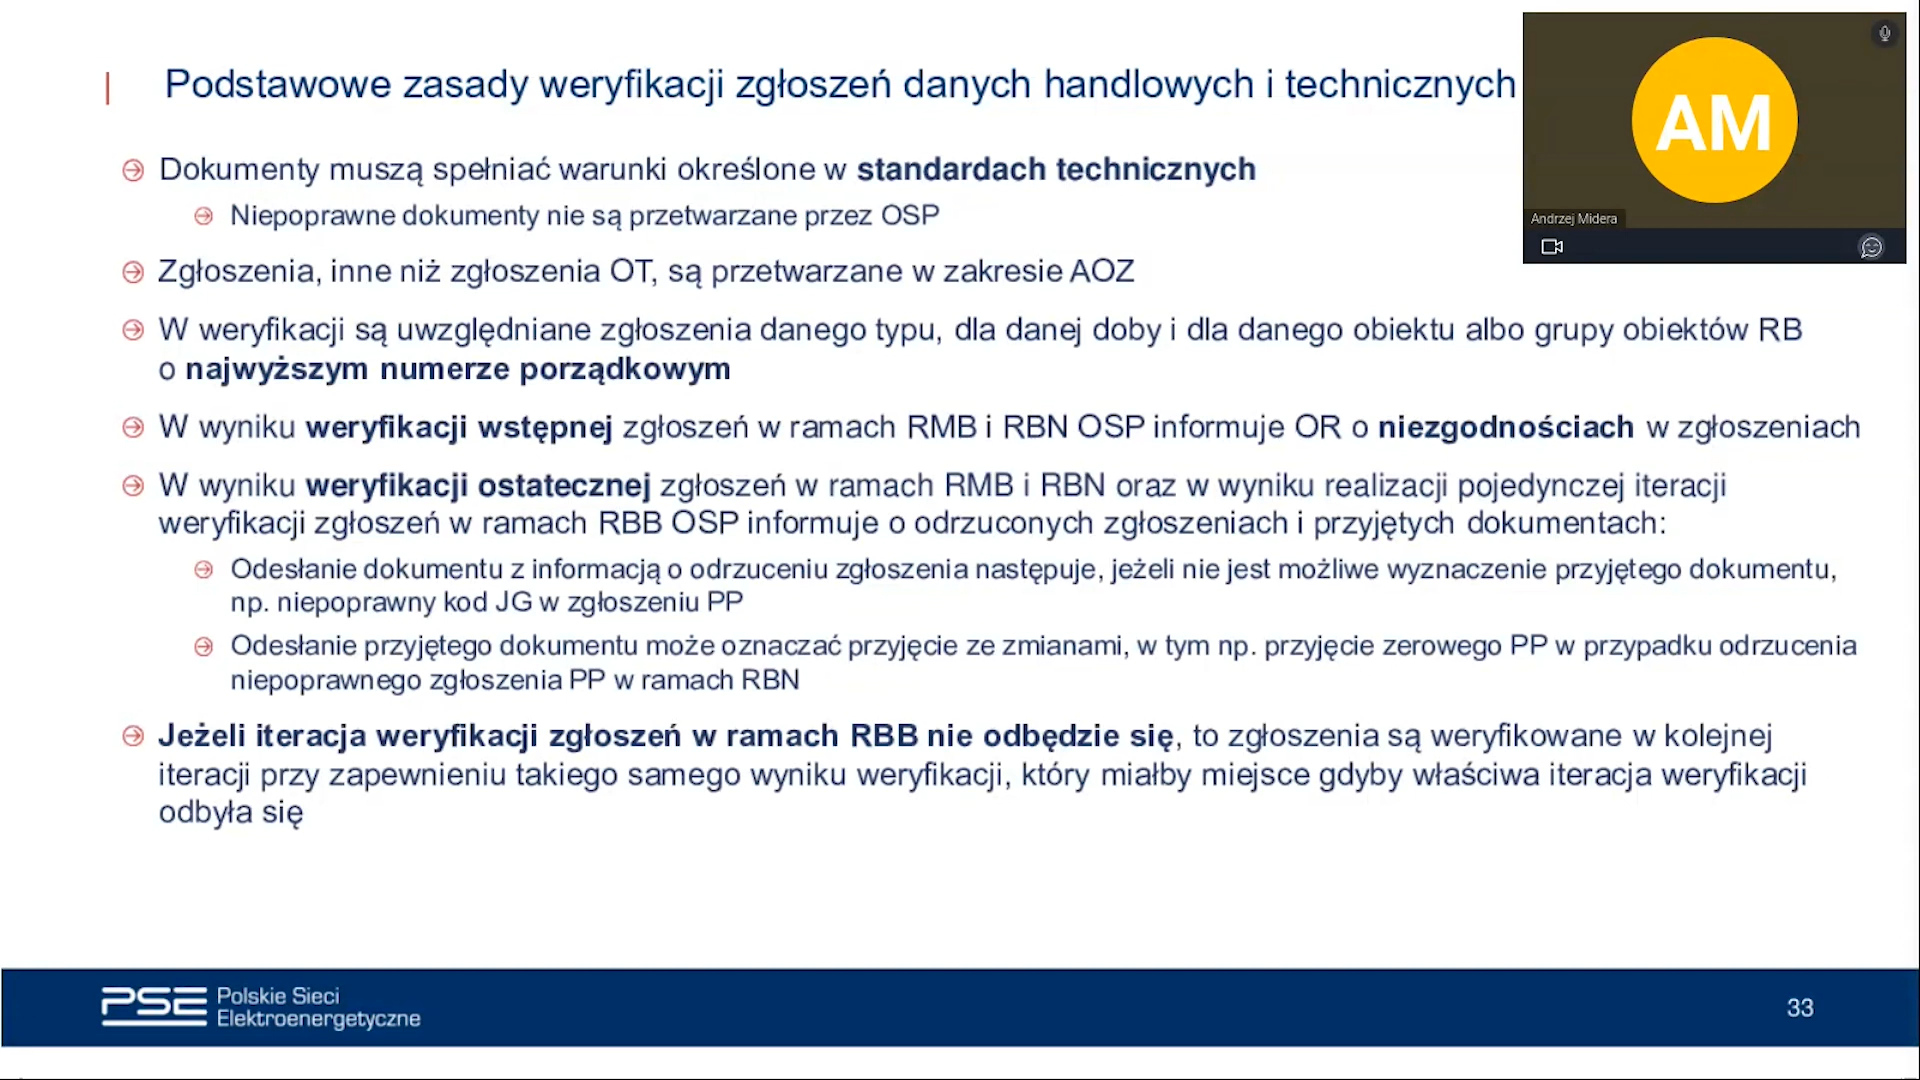 Podstawowe zasady weryfikacji zgłoszeń danych handlowych i technicznych
AM
Andrzej Midera
Dokumenty muszą spełniać warunki określone w standardach technicznych
Niepoprawne dokumenty nie są przetwarzane przez OSP
Zgłoszenia, inne niż zgłoszenia OT, są przetwarzane w zakresie AOZ
W weryfikacji są uwzględniane zgłoszenia danego typu, dla danej doby i dla danego obiektu albo grupy obiektów RB
o najwyższym numerze porządkowym
W wyniku weryfikacji wstępnej zgłoszeń w ramach RMB i RBN OSP informuje OR o niezgodnościach w zgłoszeniach
W wyniku weryfikacji ostatecznej zgłoszeń w ramach RMB i RBN oraz w wyniku realizacji pojedynczej iteracji
weryfikacji zgłoszeń w ramach RBB OSP informuje o odrzuconych zgłoszeniach i przyjętych dokumentach:
Odesłanie dokumentu z informacją o odrzuceniu zgłoszenia następuje, jeżeli nie jest możliwe wyznaczenie przyjętego dokumentu,
np. niepoprawny kod JG w zgłoszeniu PP
Odesłanie przyjętego dokumentu może oznaczać przyjęcie ze zmianami, w tym np. przyjęcie zerowego PP w przypadku odrzucenia
niepoprawnego zgłoszenia PP w ramach RBN
Jeżeli iteracja weryfikacji zgłoszeń w ramach RBB nie odbędzie się, to zgłoszenia są weryfikowane w kolejnej
iteracji przy zapewnieniu takiego samego wyniku weryfikacji, który miałby miejsce gdyby właściwa iteracja weryfikacji
odbyła się
PSE Polskie Sieci
Elektroenergetyczne
33